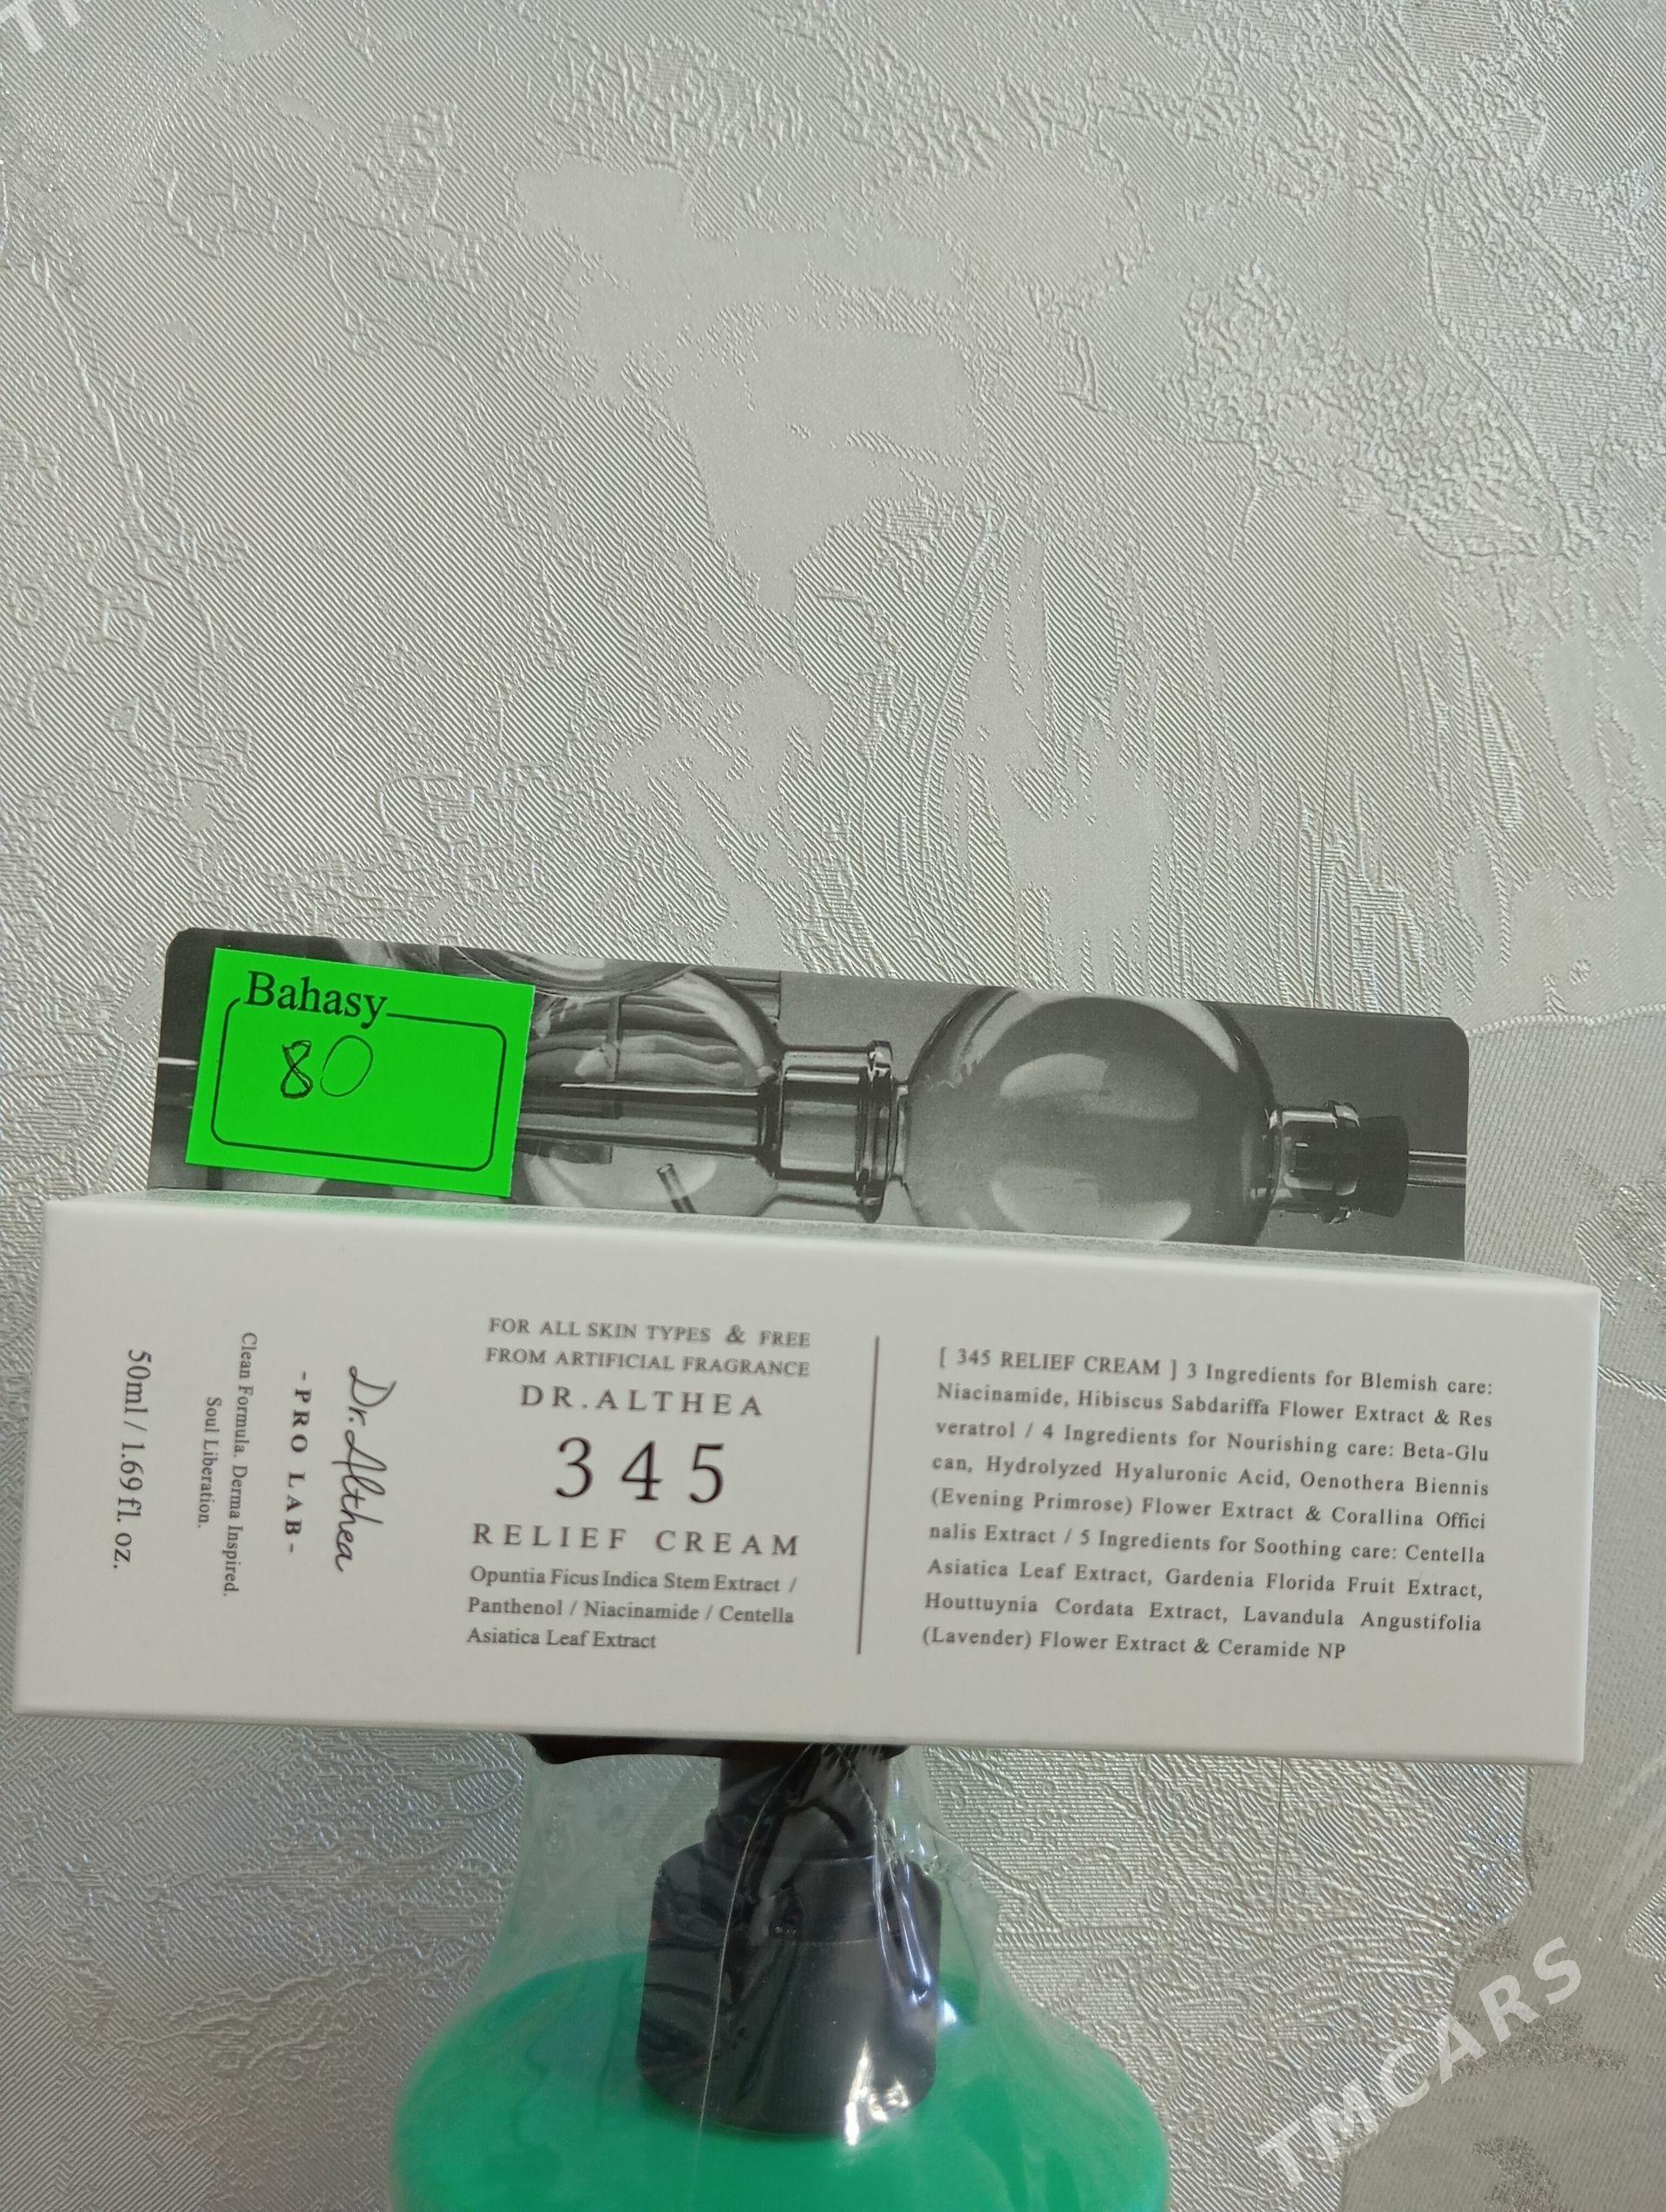 Bahasy
80
50ml / 1.69 fl. oz.
Clean Formula. Derma Inspired.
Soul Liberation.
- PRO LAB -
Dr. Althea
FOR ALL SKIN TYPES & FREE
FROM ARTIFICIAL FRAGRANCE
DR.ALTHEA
345
RELIEF CREAM
Opuntia Ficus Indica Stem Extract /
Panthenol / Niacinamide / Centella
Asiatica Leaf Extract
[ 345 RELIEF CREAM ] 3 Ingredients for Blemish care:
Niacinamide, Hibiscus Sabdariffa Flower Extract & Res
veratrol / 4 Ingredients for Nourishing care: Beta-Glu
can, Hydrolyzed Hyaluronic Acid, Oenothera Biennis
(Evening Primrose) Flower Extract & Corallina Offici
nalis Extract / 5 Ingredients for Soothing care: Centella
Asiatica Leaf Extract, Gardenia Florida Fruit Extract,
Houttuynia Cordata Extract, Lavandula Angustifolia
(Lavender) Flower Extract & Ceramide NP
TMCARS